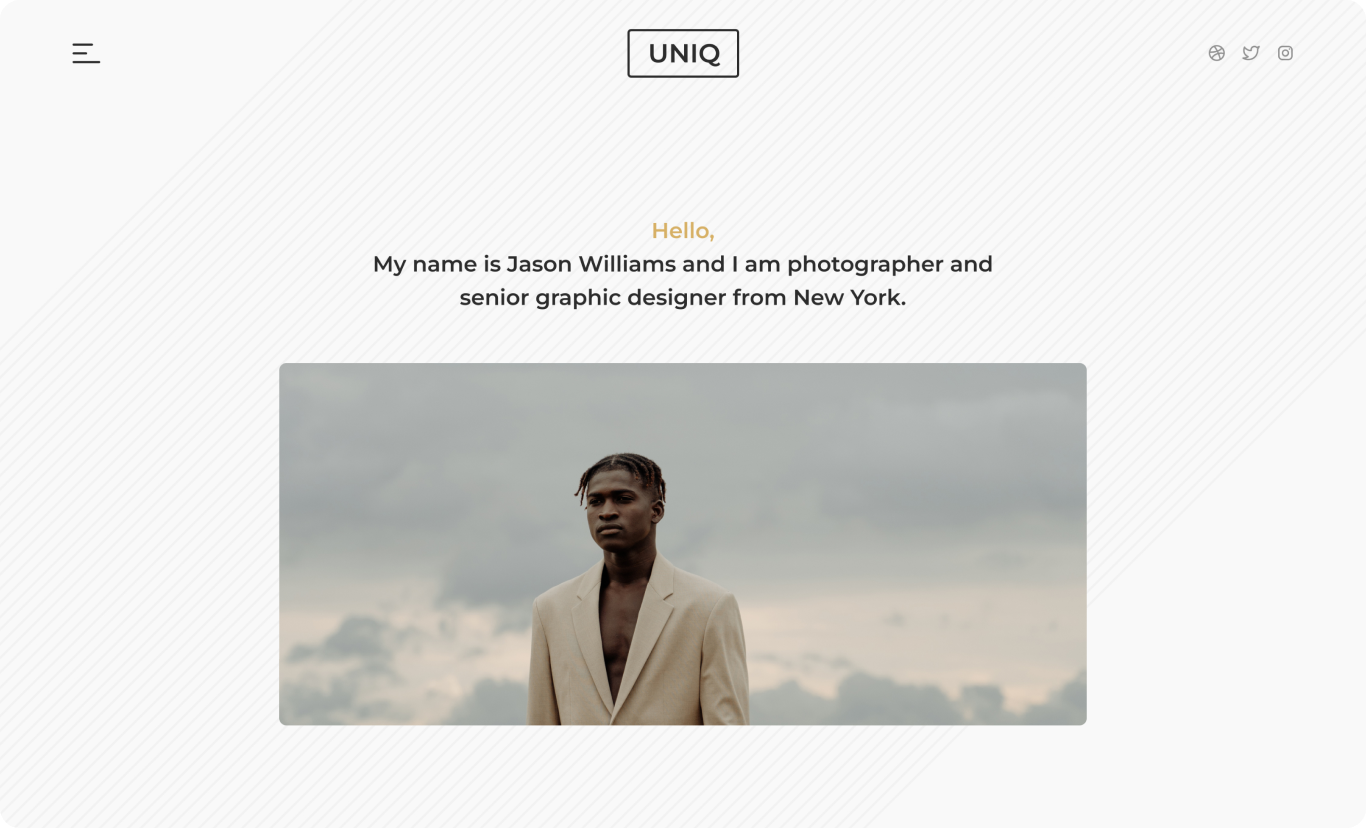 UNIQ
Hello,
My name is Jason Williams and I am photographer and
senior graphic designer from New York.